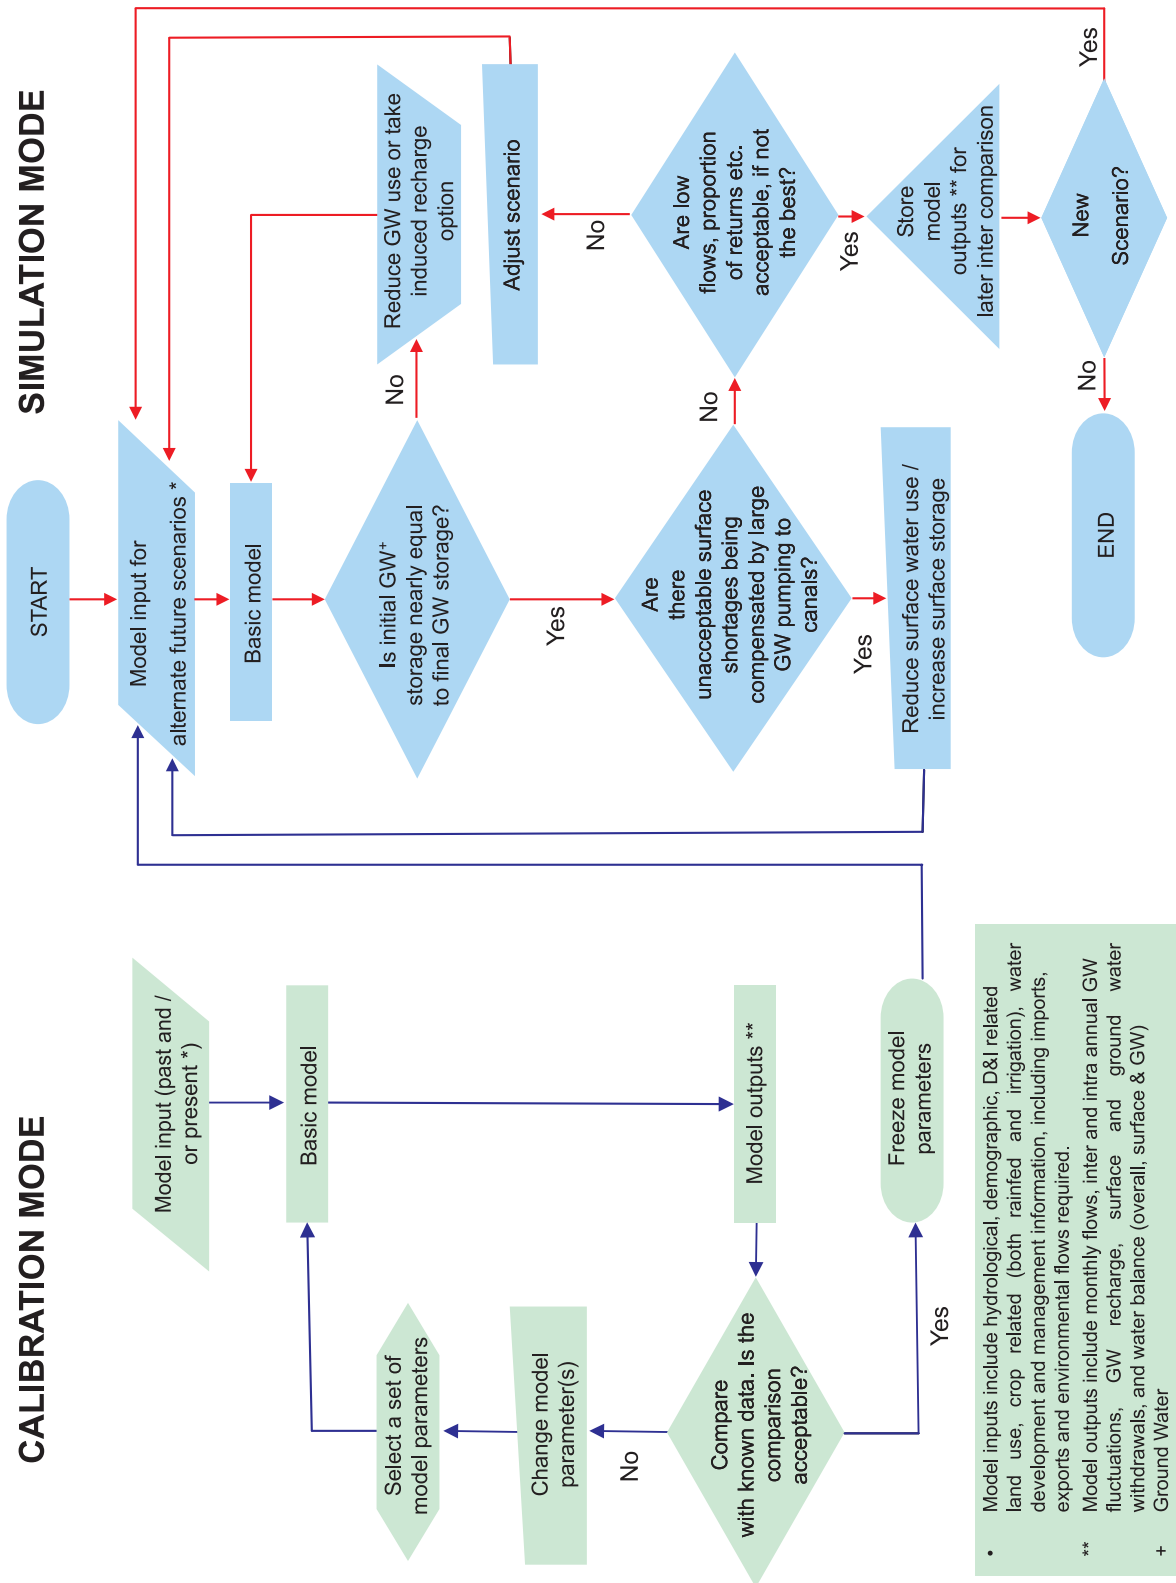 CALIBRATION MODE
Model input (past and /
or present *)
Basic model
Select a set of
model parameters
Change model
parameter(s)
No
Model outputs **
Compare
with known data. Is the
comparison
acceptable?
Yes
Freeze model
parameters
• Model inputs include hydrological, demographic, D&I related
land use, crop related (both rainfed and irrigation), water
development and management information, including imports,
exports and environmental flows required.
** Model outputs include monthly flows, inter and intra annual GW
fluctuations, GW recharge, surface and ground water
withdrawals, and water balance (overall, surface & GW)
+ Ground Water
SIMULATION MODE
START
Model input for
alternate future scenarios *
Basic model
Is initial GW+
storage nearly equal
to final GW storage?
No
Reduce GW use or take
induced recharge
option
Yes
Adjust scenario
Are
there
unacceptable surface
shortages being
compensated by large
GW pumping to
canals?
No
No
Are low
flows, proportion
of returns etc.
acceptable, if not
the best?
Yes
Yes
Reduce surface water use /
increase surface storage
Store
model
outputs ** for
later inter comparison
New
Scenario?
Yes
No
END